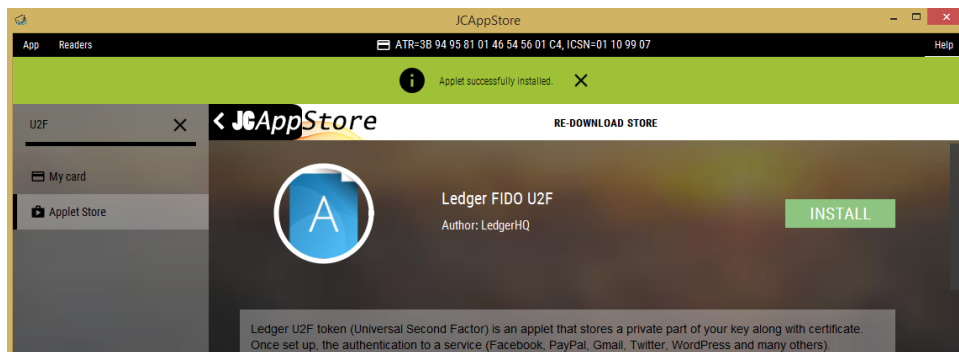 JCAppStore
App Readers ATR=3B 94 95 81 01 46 54 56 01 C4, ICSN=01 10 99 07 Help
Applet successfully installed.
U2F
JCAppStore
RE-DOWNLOAD STORE
My card
Applet Store
Ledger FIDO U2F
Author: LedgerHQ
INSTALL
Ledger U2F token (Universal Second Factor) is an applet that stores a private part of your key along with certificate.
Once set up, the authentication to a service (Facebook, PayPal, Gmail, Twitter, WordPress and many others).